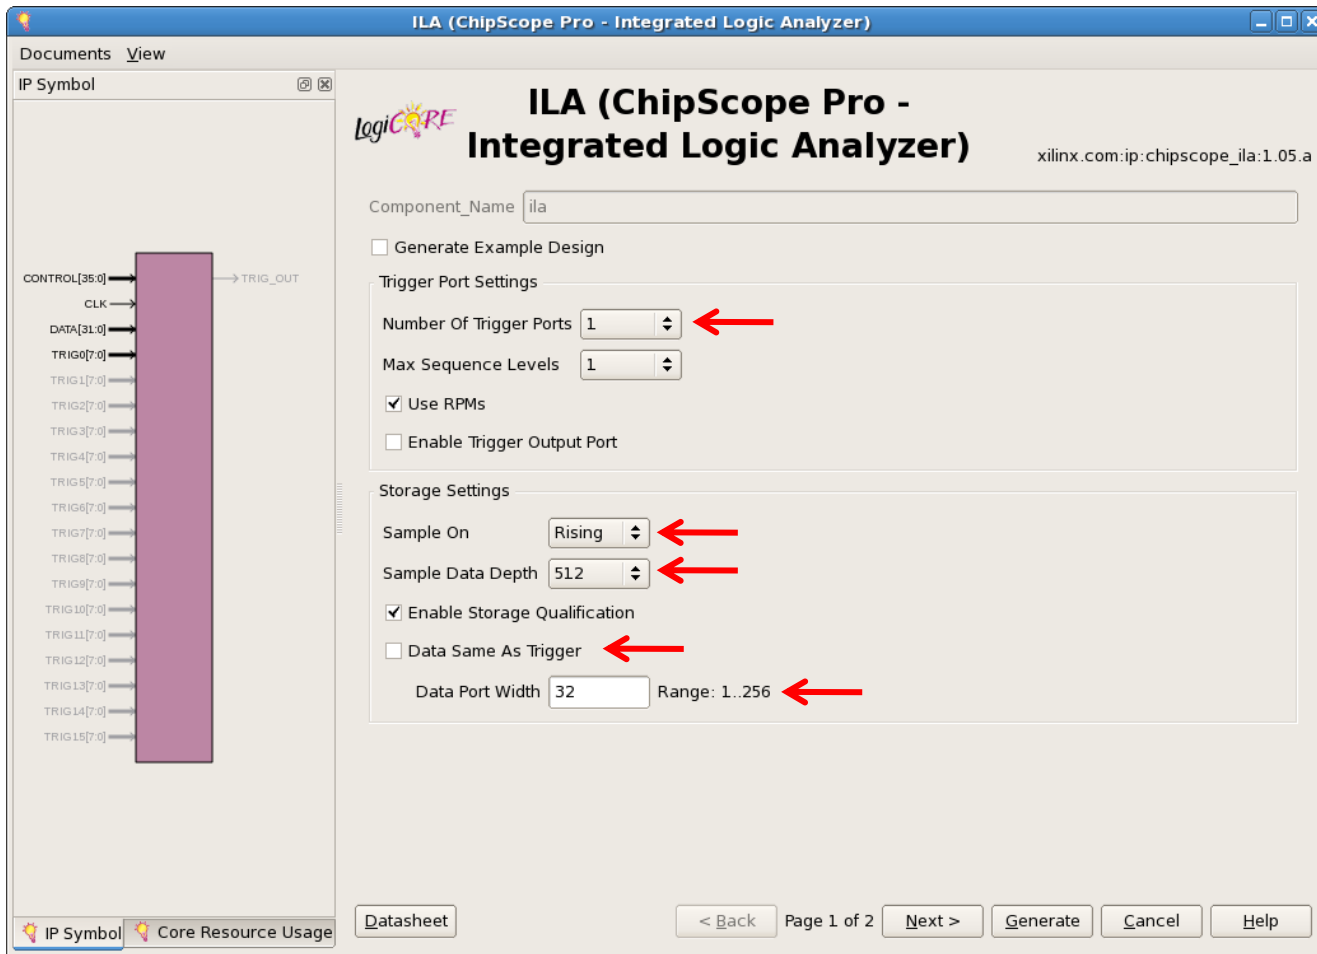 ILA (ChipScope Pro - Integrated Logic Analyzer)
Documents View
IP Symbol
CONTROL[35:0]
TRIG_OUT
CLK
DATA[31:0]
TRIG0[7:0]
TRIG1[7:0]
TRIG2[7:0]
TRIG3[7:0]
TRIG4[7:0]
TRIG5[7:0]
TRIG6[7:0]
TRIG7[7:0]
TRIG8[7:0]
TRIG9[7:0]
TRIG10[7:0]
TRIG11[7:0]
TRIG12[7:0]
TRIG13[7:0]
TRIG14[7:0]
TRIG15[7:0]
IP Symbol
Core Resource Usage
logiCORE
ILA (ChipScope Pro -
Integrated Logic Analyzer)
xilinx.com:ip:chipscope_ila:1.05.a
Component_Name ila
Generate Example Design
Trigger Port Settings
Number Of Trigger Ports 1
Max Sequence Levels 1
Use RPMs
Enable Trigger Output Port
Storage Settings
Sample On Rising
Sample Data Depth 512
Enable Storage Qualification
Data Same As Trigger
Data Port Width 32 Range: 1..256
Datasheet
< Back Page 1 of 2 Next > Generate Cancel Help